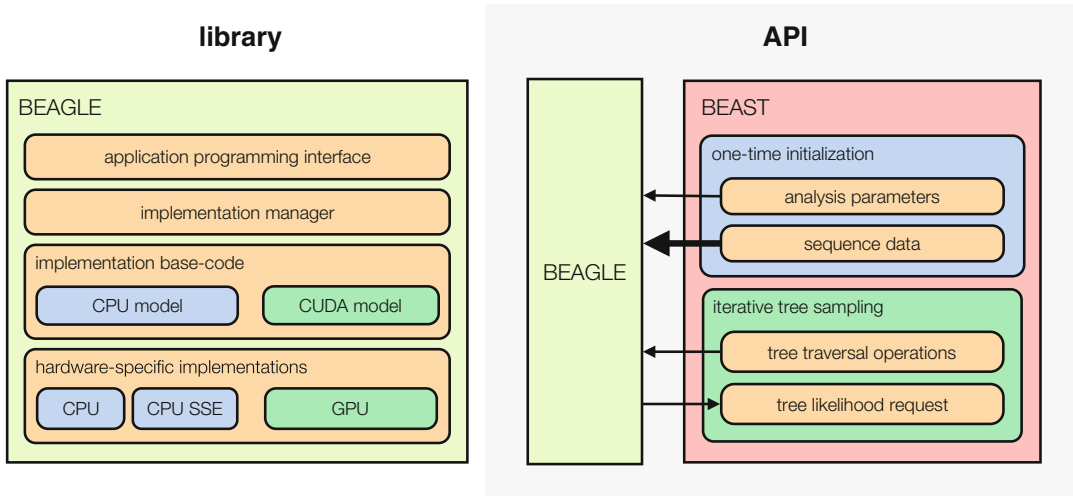 library
BEAGLE
application programming interface
implementation manager
implementation base-code
CPU model
CUDA model
hardware-specific implementations
CPU
CPU SSE
GPU
API
BEAGLE
BEAST
one-time initialization
analysis parameters
sequence data
iterative tree sampling
tree traversal operations
tree likelihood request